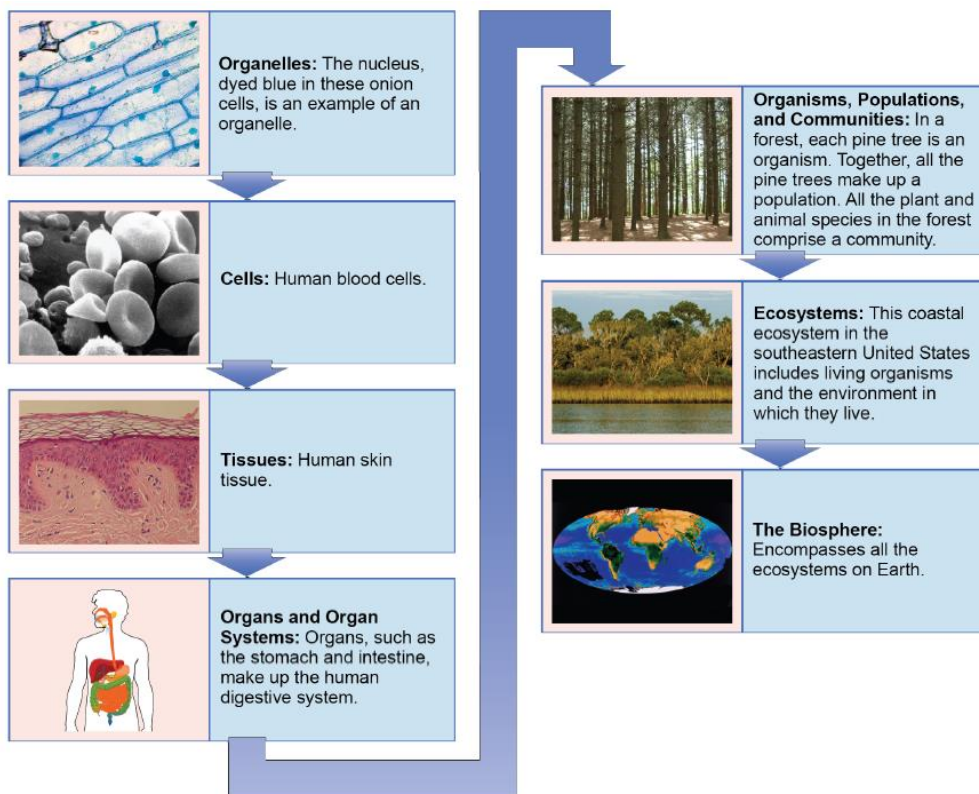 Organelles: The nucleus,
dyed blue in these onion
cells, is an example of an
organelle.
Cells: Human blood cells.
Tissues: Human skin
tissue.
Organs and Organ
Systems: Organs, such as
the stomach and intestine,
make up the human
digestive system.
Organisms, Populations,
and Communities: In a
forest, each pine tree is an
organism. Together, all the
pine trees make up a
population. All the plant and
animal species in the forest
comprise a community.
Ecosystems: This coastal
ecosystem in the
southeastern United States
includes living organisms
and the environment in
which they live.
The Biosphere:
Encompasses all the
ecosystems on Earth.